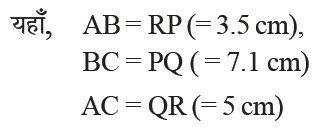 यहाँ, AB = RP (= 3.5 cm),
BC = PQ ( = 7.1 cm)
AC = QR (= 5 cm)